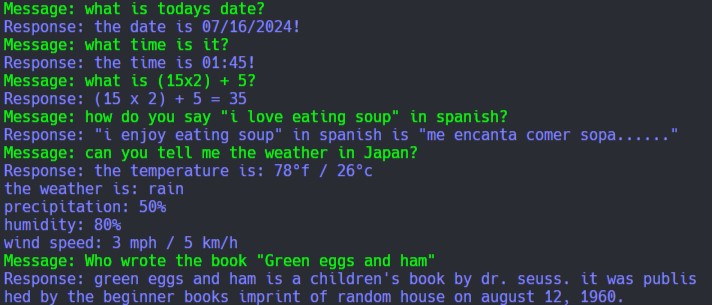 Message: what is todays date?
Response: the date is 07/16/2024!
Message: what time is it?
Response: the time is 01:45!
Message: what is (15x2) + 5?
Response: (15 x 2) + 5 = 35
Message: how do you say "i love eating soup" in spanish?
Response: "i enjoy eating soup" in spanish is "me encanta comer sopa......"
Message: can you tell me the weather in Japan?
Response: the temperature is: 78°f / 26°c
the weather is: rain
precipitation: 50%
humidity: 80%
wind speed: 3 mph / 5 km/h
Message: Who wrote the book "Green eggs and ham"
Response: green eggs and ham is a children's book by dr. seuss. it was publis
hed by the beginner books imprint of random house on august 12, 1960.